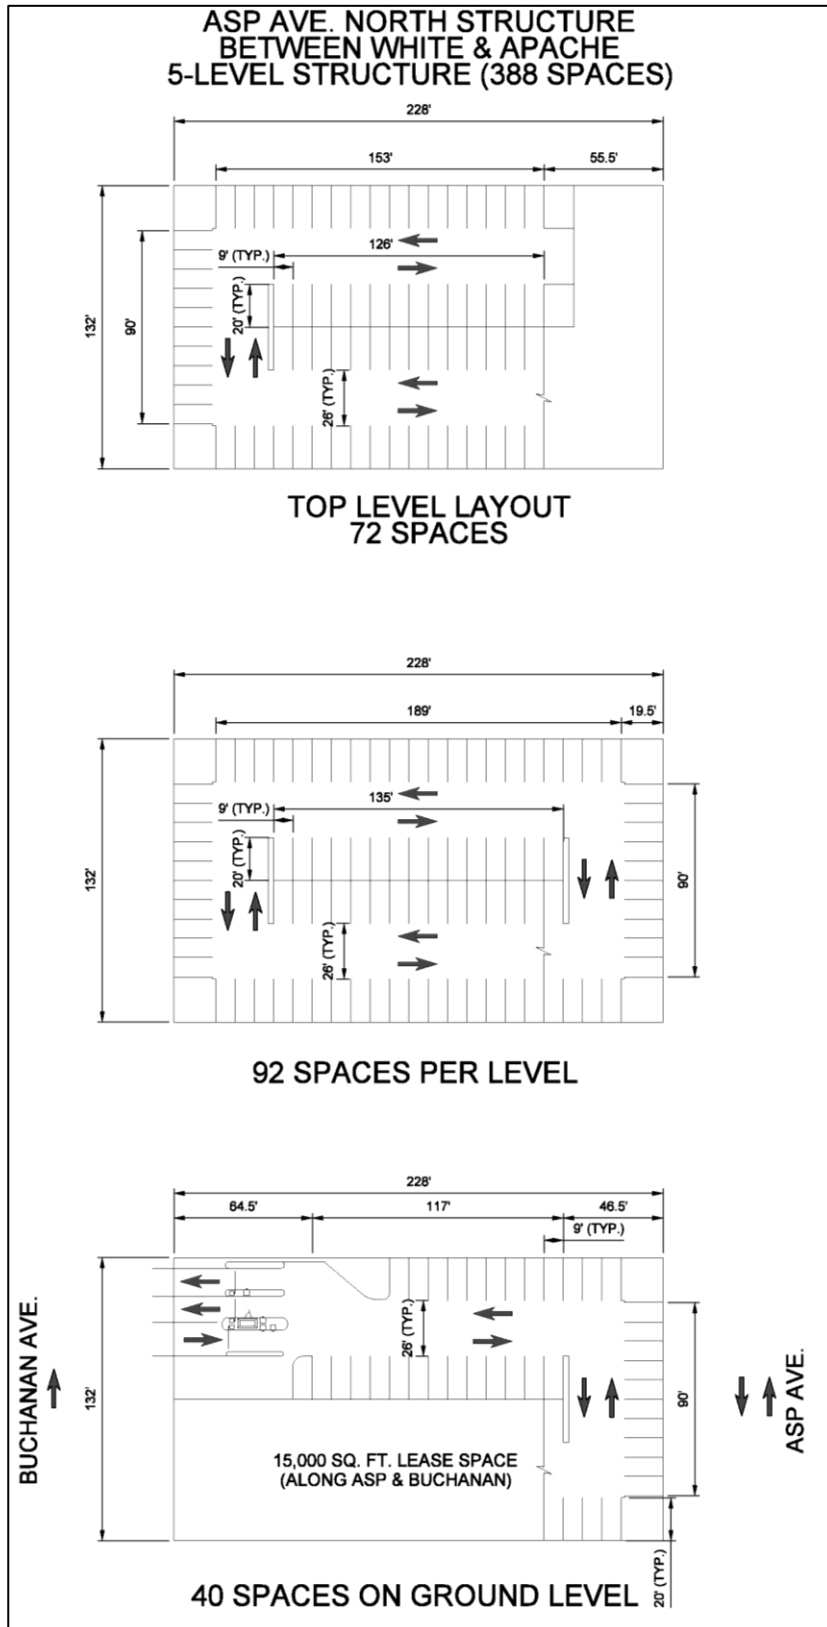 ASP AVE. NORTH STRUCTURE
BETWEEN WHITE & APACHE
5-LEVEL STRUCTURE (388 SPACES)
228'
153'
55.5'
9' (TYP.)
126'
20' (TYP.)
132'
90'
26' (TYP.)
TOP LEVEL LAYOUT
72 SPACES
228'
189'
19.5'
9' (TYP.)
135'
20' (TYP.)
132'
90'
26' (TYP.)
92 SPACES PER LEVEL
228'
64.5'
117'
46.5'
9' (TYP.)
26' (TYP.)
BUCHANAN AVE.
132'
90'
ASP AVE.
15,000 SQ. FT. LEASE SPACE
(ALONG ASP & BUCHANAN)
20' (TYP.)
40 SPACES ON GROUND LEVEL